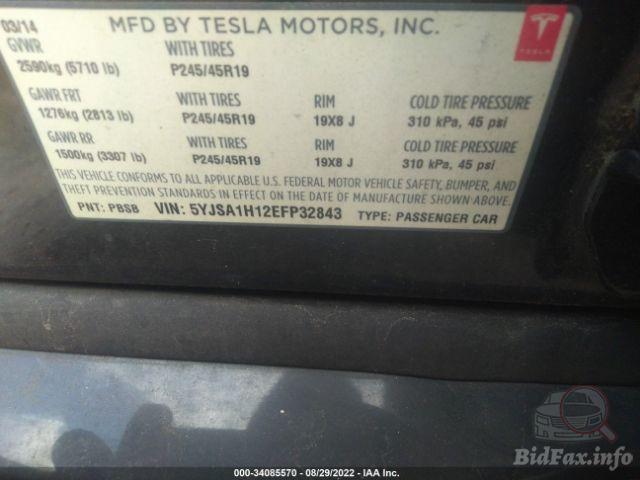 03/14 MFD BY TESLA MOTORS, INC.
GVWR WITH TIRES
2590kg (5710 lb) P245/45R19
TESLA
GAWR FRT WITH TIRES RIM COLD TIRE PRESSURE
1276kg (2813 lb) P245/45R19 19X8 J 310 kPa, 45 psi
GAWR RR WITH TIRES RIM COLD TIRE PRESSURE
1500kg (3307 lb) P245/45R19 19X8 J 310 kPa, 45 psi
THIS VEHICLE CONFORMS TO ALL APPLICABLE U.S. FEDERAL MOTOR VEHICLE SAFETY, BUMPER, AND
THEFT PREVENTION STANDARDS IN EFFECT ON THE DATE OF MANUFACTURE SHOWN ABOVE.
PNT: PBSB VIN: 5YJSA1H12EFP32843 TYPE: PASSENGER CAR
BidFax.info
000-34085570 - 08/29/2022 - IAA Inc.